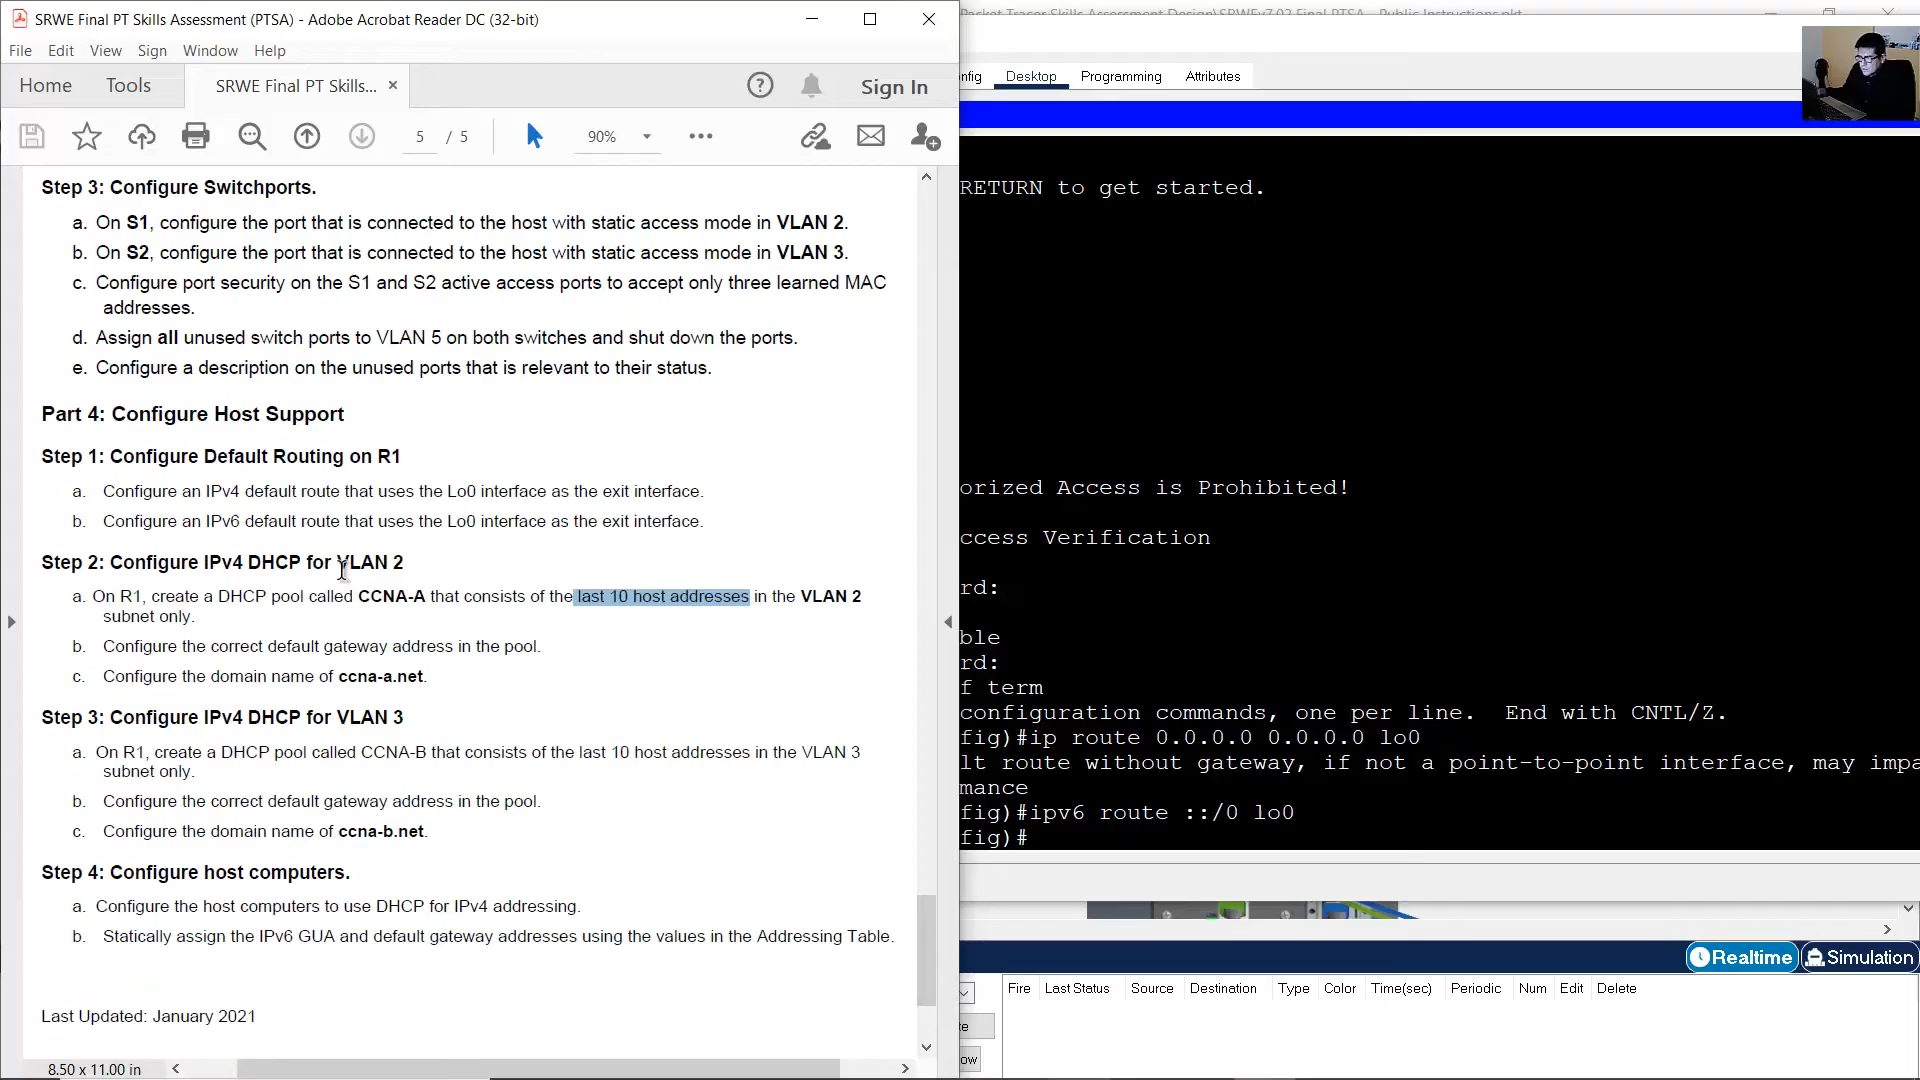 SRWE Final PT Skills Assessment (PTSA) - Adobe Acrobat Reader DC (32-bit)
File Edit View Sign Window Help
Home Tools SRWE Final PT Skills... × Sign In
5 / 5 90%
Step 3: Configure Switchports.
a. On S1, configure the port that is connected to the host with static access mode in VLAN 2.
b. On S2, configure the port that is connected to the host with static access mode in VLAN 3.
c. Configure port security on the S1 and S2 active access ports to accept only three learned MAC
addresses.
d. Assign all unused switch ports to VLAN 5 on both switches and shut down the ports.
e. Configure a description on the unused ports that is relevant to their status.
Part 4: Configure Host Support
Step 1: Configure Default Routing on R1
a. Configure an IPv4 default route that uses the Lo0 interface as the exit interface.
b. Configure an IPv6 default route that uses the Lo0 interface as the exit interface.
Step 2: Configure IPv4 DHCP for VLAN 2
a. On R1, create a DHCP pool called CCNA-A that consists of the last 10 host addresses in the VLAN 2
subnet only.
b. Configure the correct default gateway address in the pool.
c. Configure the domain name of ccna-a.net.
Step 3: Configure IPv4 DHCP for VLAN 3
a. On R1, create a DHCP pool called CCNA-B that consists of the last 10 host addresses in the VLAN 3
subnet only.
b. Configure the correct default gateway address in the pool.
c. Configure the domain name of ccna-b.net.
Step 4: Configure host computers.
a. Configure the host computers to use DHCP for IPv4 addressing.
b. Statically assign the IPv6 GUA and default gateway addresses using the values in the Addressing Table.
Last Updated: January 2021
8.50 x 11.00 in
nfig Desktop Programming Attributes
RETURN to get started.
orized Access is Prohibited!
ccess Verification
rd:
ble
rd:
f term
configuration commands, one per line. End with CNTL/Z.
fig)#ip route 0.0.0.0 0.0.0.0 lo0
lt route without gateway, if not a point-to-point interface, may impa
mance
fig)#ipv6 route ::/0 lo0
fig)#
Realtime Simulation
Fire Last Status Source Destination Type Color Time(sec) Periodic Num Edit Delete
te
ow